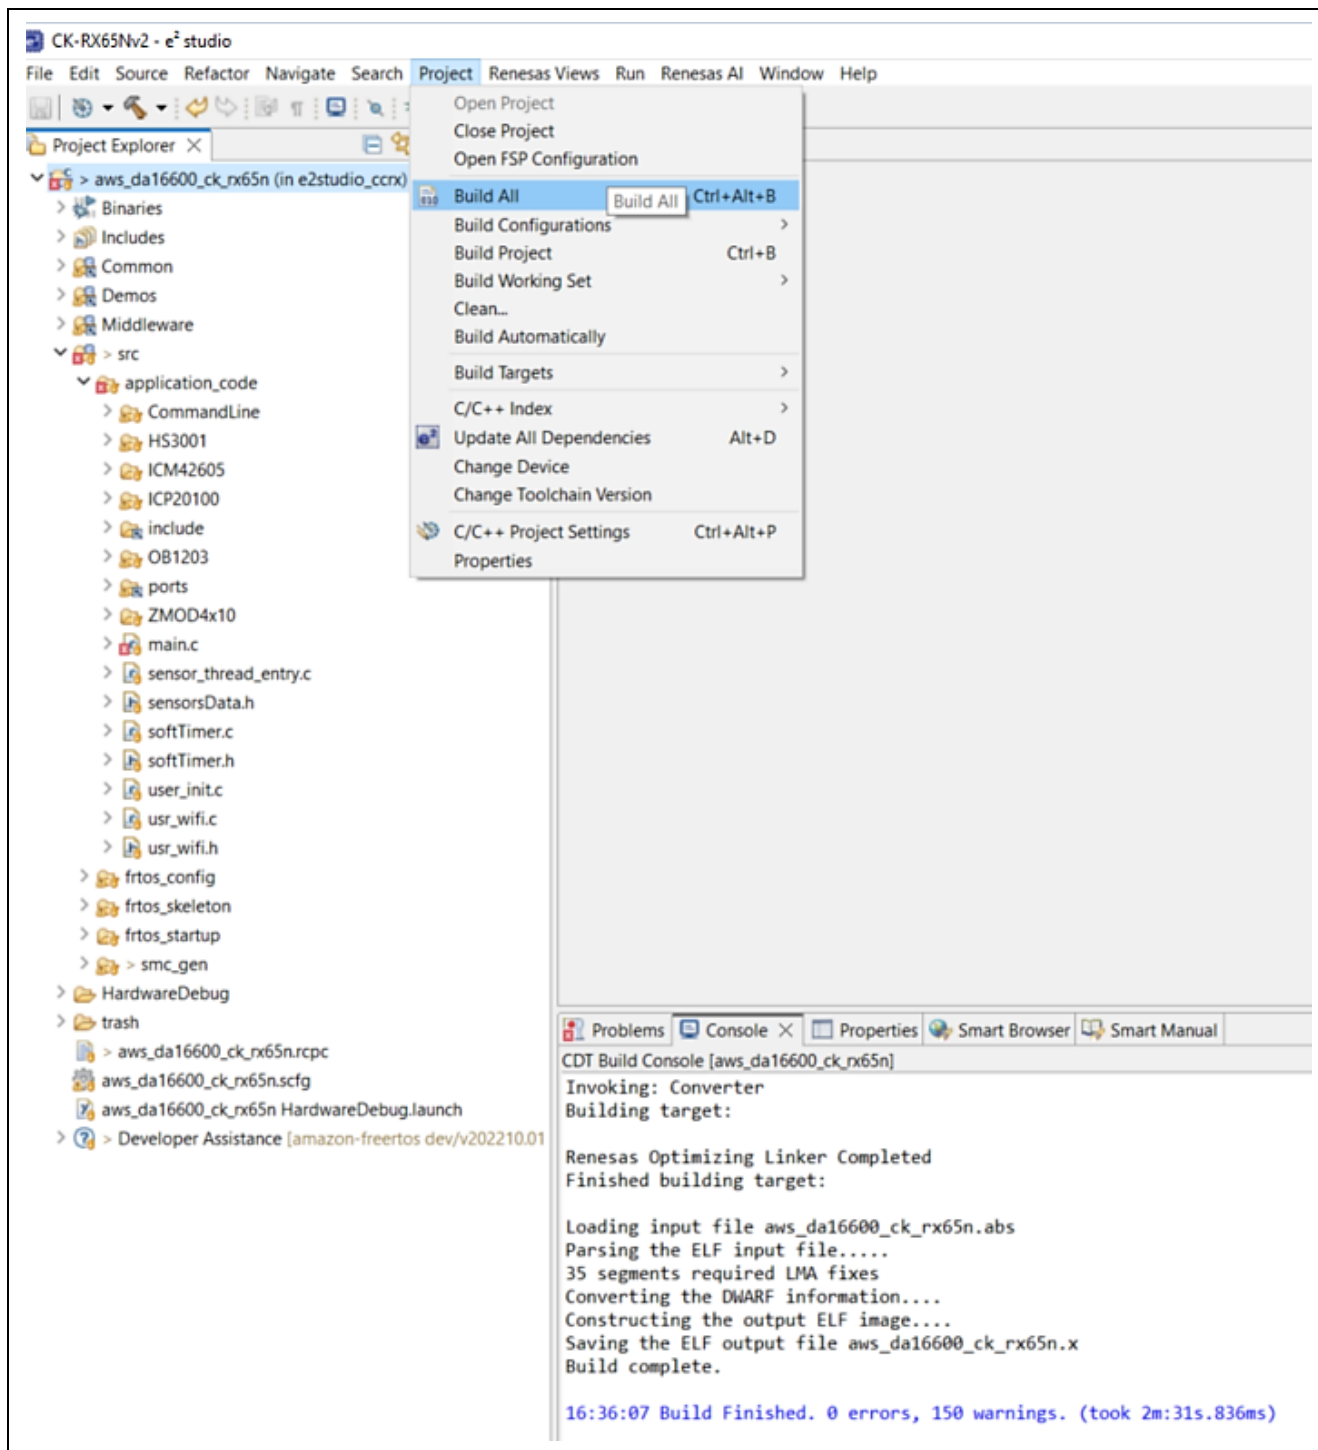 CK-RX65Nv2 - e² studio
File Edit Source Refactor Navigate Search Project Renesas Views Run Renesas AI Window Help
Project Explorer
> aws_da16600_ck_rx65n (in e2studio_ccrx)
Binaries
Includes
Common
Demos
Middleware
> src
application_code
CommandLine
HS3001
ICM42605
ICP20100
include
OB1203
ports
ZMOD4x10
main.c
sensor_thread_entry.c
sensorsData.h
softTimer.c
softTimer.h
user_init.c
usr_wifi.c
usr_wifi.h
frtos_config
frtos_skeleton
frtos_startup
> smc_gen
HardwareDebug
trash
> aws_da16600_ck_rx65n.rcpc
aws_da16600_ck_rx65n.scfg
aws_da16600_ck_rx65n HardwareDebug.launch
> Developer Assistance [amazon-freertos dev/v202210.01
Open Project
Close Project
Open FSP Configuration
Build All Build All Ctrl+Alt+B
Build Configurations
Build Project Ctrl+B
Build Working Set
Clean...
Build Automatically
Build Targets
C/C++ Index
Update All Dependencies Alt+D
Change Device
Change Toolchain Version
C/C++ Project Settings Ctrl+Alt+P
Properties
Problems Console Properties Smart Browser Smart Manual
CDT Build Console [aws_da16600_ck_rx65n]
Invoking: Converter
Building target:
Renesas Optimizing Linker Completed
Finished building target:
Loading input file aws_da16600_ck_rx65n.abs
Parsing the ELF input file.....
35 segments required LMA fixes
Converting the DWARF information....
Constructing the output ELF image....
Saving the ELF output file aws_da16600_ck_rx65n.x
Build complete.
16:36:07 Build Finished. 0 errors, 150 warnings. (took 2m:31s.836ms)